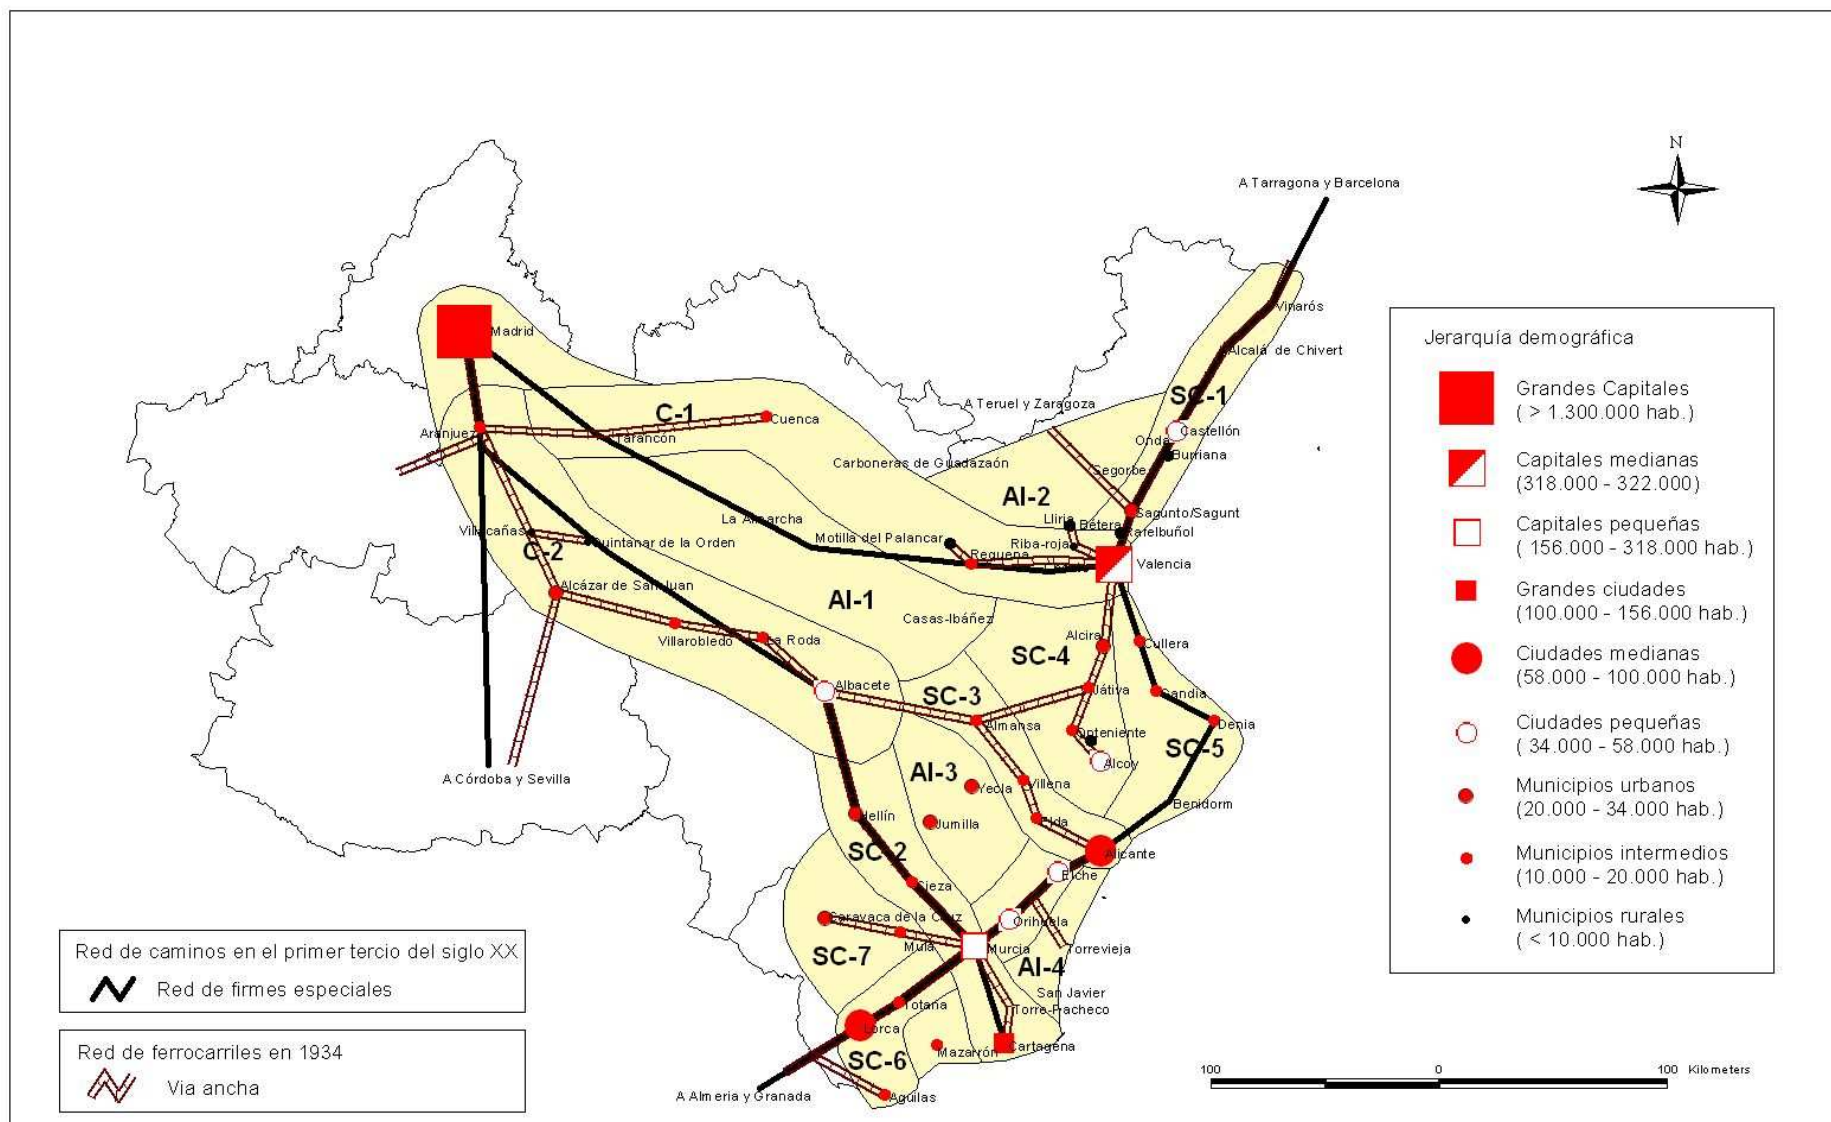 N
A Tarragona y Barcelona
Vinarós
Madrid
Alcalá de Chivert
SC-1
A Teruel y Zaragoza
C-1
Cuenca
Aranjuez
Tarancón
Castellón
Onda
Burriana
Carboneras de Guadazaón
Segorbe
AI-2
Sagunto/Sagunt
La Almarcha
Lliria
Bétera
Rafelbuñol
Villacañas
Quintanar de la Orden
Motilla del Palancar
Riba-roja
C-2
Requena
Valencia
Alcázar de San Juan
AI-1
Casas-Ibáñez
Villarobledo
La Roda
Alcira
Cullera
SC-4
Albacete
SC-3
Játiva
Gandia
Almansa
Onteniente
Denia
SC-5
A Córdoba y Sevilla
AI-3
Alcoy
Yecla
Villena
Benidorm
Hellín
Jumilla
Elda
SC-2
Alicante
Cieza
Elche
Caravaca de la Cruz
Orihuela
Mula
Murcia
Torrevieja
SC-7
AI-4
San Javier
Totana
Torre-Pacheco
Lorca
Mazarrón
Cartagena
SC-6
A Almeria y Granada
Aguilas
Jerarquía demográfica
Grandes Capitales
( > 1.300.000 hab.)
Capitales medianas
(318.000 - 322.000)
Capitales pequeñas
( 156.000 - 318.000 hab.)
Grandes ciudades
(100.000 - 156.000 hab.)
Ciudades medianas
(58.000 - 100.000 hab.)
Ciudades pequeñas
( 34.000 - 58.000 hab.)
Municipios urbanos
(20.000 - 34.000 hab.)
Municipios intermedios
(10.000 - 20.000 hab.)
Municipios rurales
( < 10.000 hab.)
Red de caminos en el primer tercio del siglo XX
Red de firmes especiales
Red de ferrocarriles en 1934
Via ancha
100 0 100 Kilometers